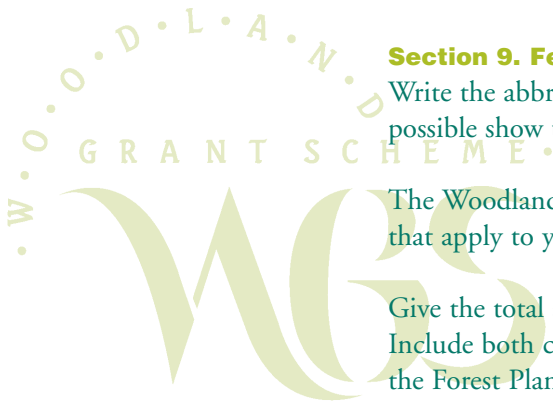 ·W·O·O·D·L·A·N·D
GRANT SCHEME·
WGS
Section 9. Fe
Write the abbr
possible show
The Woodland
that apply to y
Give the total
Include both c
the Forest Plan